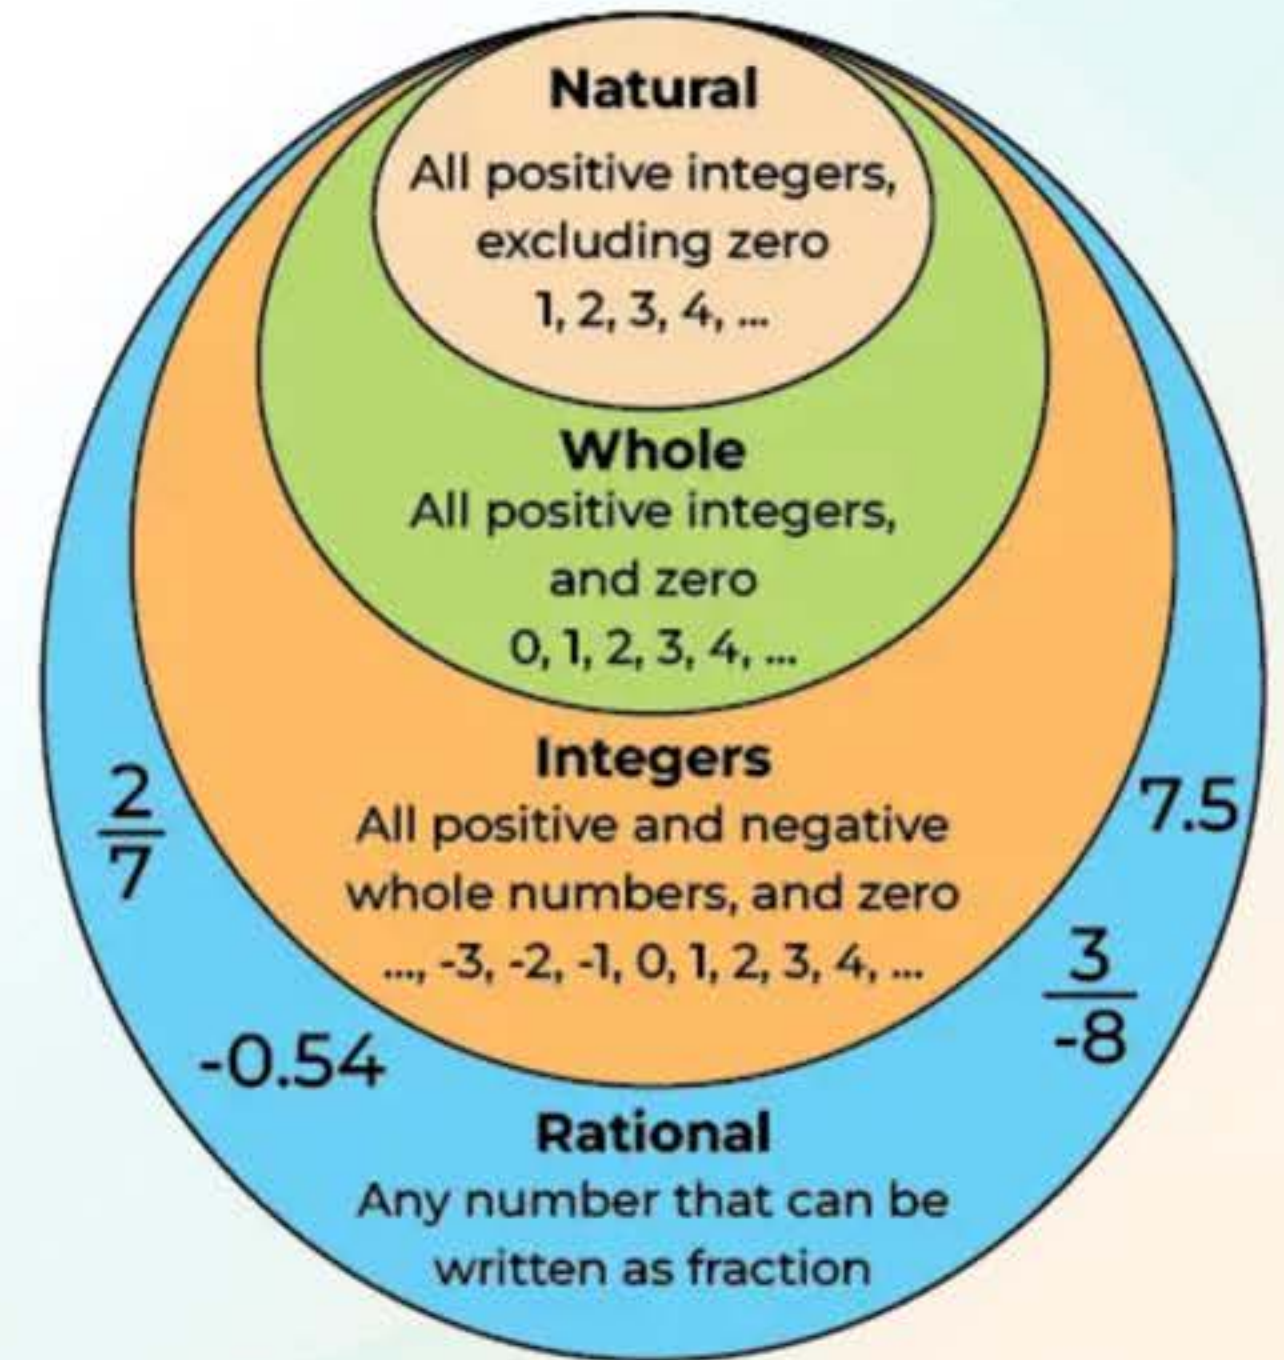 Natural
All positive integers,
excluding zero
1, 2, 3, 4, ...
Whole
All positive integers,
and zero
0, 1, 2, 3, 4, ...
Integers
All positive and negative
whole numbers, and zero
..., -3, -2, -1, 0, 1, 2, 3, 4, ...
2
7
7.5
3
-8
-0.54
Rational
Any number that can be
written as fraction